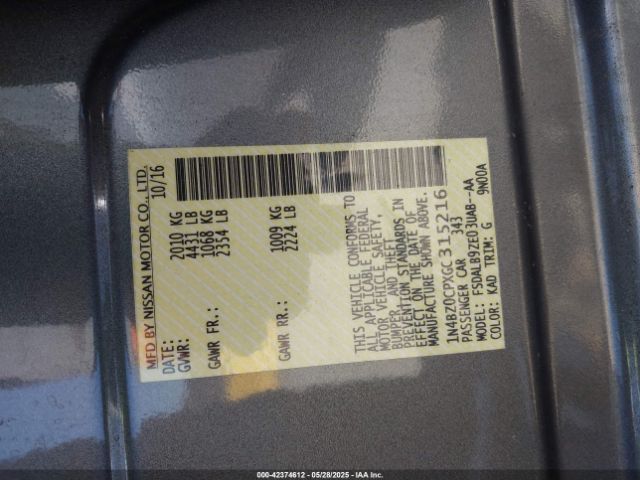 MFD BY NISSAN MOTOR CO., LTD.
DATE: 10/16
GVWR: 2010 KG
4431 LB
GAWR FR.: 1068 KG
2354 LB
GAWR RR.: 1009 KG
2224 LB
THIS VEHICLE CONFORMS TO
ALL APPLICABLE FEDERAL
MOTOR VEHICLE SAFETY,
BUMPER, AND THEFT
PREVENTION STANDARDS IN
EFFECT ON THE DATE OF
MANUFACTURE SHOWN ABOVE.
1N4BZ0CPXGC315216
PASSENGER CAR 343
MODEL: FSDALB9ZE03UAB--AA
COLOR: KAD TRIM: G 9N00A
000-42374612 - 05/28/2025 - IAA Inc.